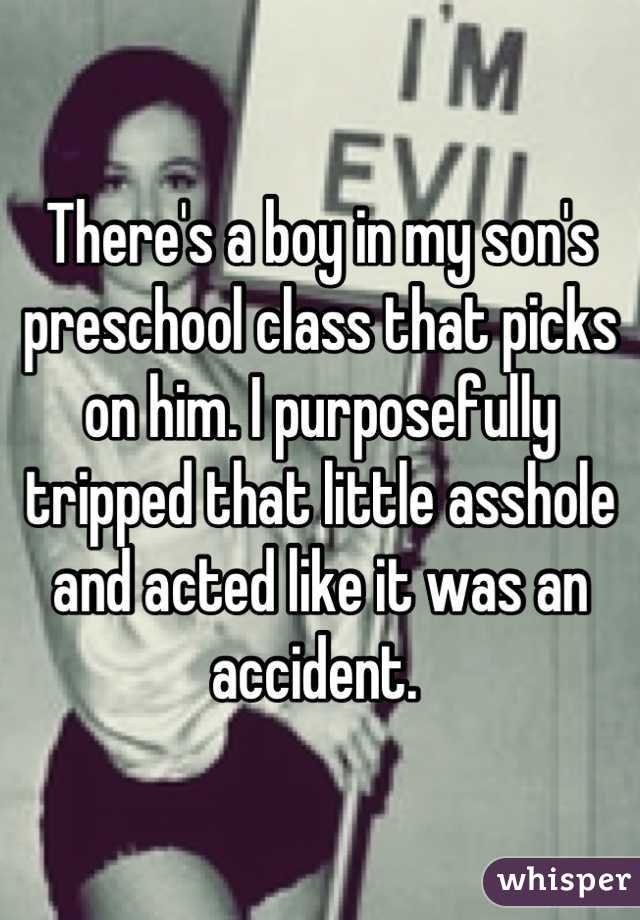 I'M
EVIL
There's a boy in my son's
preschool class that picks
on him. I purposefully
tripped that little asshole
and acted like it was an
accident.
whisper